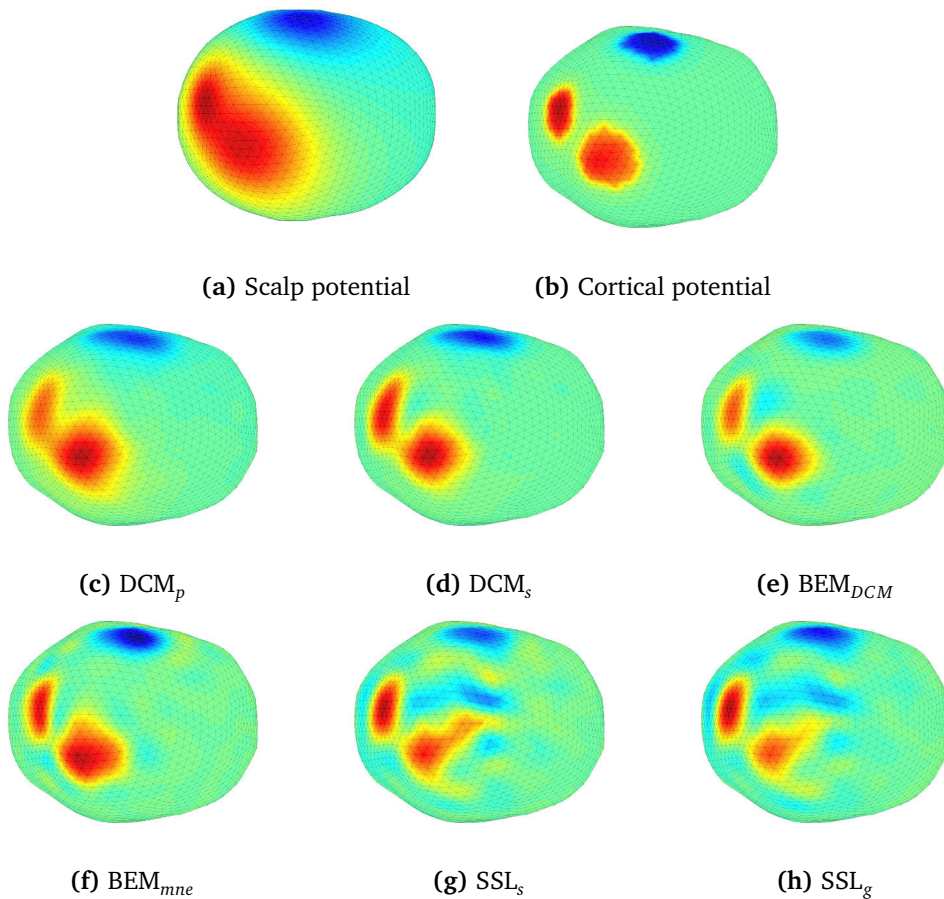 (a) Scalp potential
(b) Cortical potential
(c) DCM_p
(d) DCM_s
(e) BEM_DCM
(f) BEM_mne
(g) SSL_s
(h) SSL_g